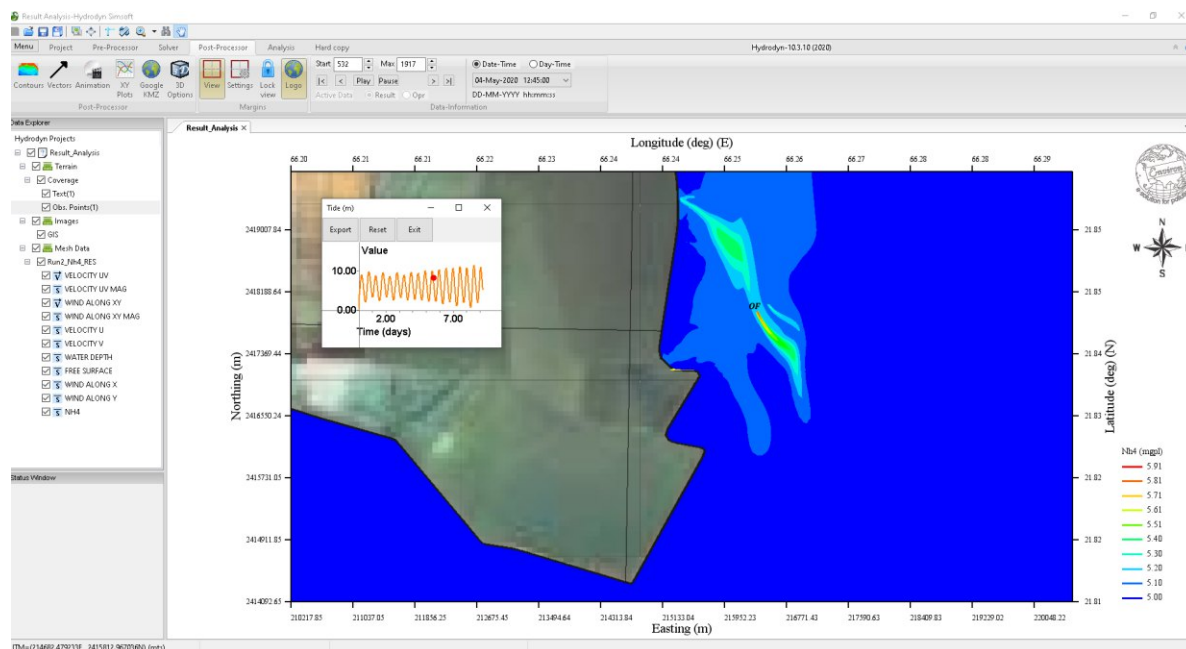 Result Analysis-Hydrodyn Simsoft
Menu Project Pre-Processor Solver Post-Processor Analysis Hard copy
Hydrodyn-10.3.10 (2020)
Contours Vectors Animation XY Plots Google KMZ 3D Options
View Settings Lock view Logo
Start 532 Max 1917
|< < Play Pause > >|
Active Data Result Opr
Date-Time Day-Time
04-May-2020 12:45:00
DD-MM-YYYY hh:mm:ss
Post-Processor Margins Data-Information
Data Explorer
Hydrodyn Projects
Result_Analysis
Terrain
Coverage
Text(1)
Obs. Points(1)
Images
GIS
Mesh Data
Run2_Nh4_RES
VELOCITY UV
VELOCITY UV MAG
WIND ALONG XY
WIND ALONG XY MAG
VELOCITY U
VELOCITY V
WATER DEPTH
FREE SURFACE
WIND ALONG X
WIND ALONG Y
NH4
Status Window
Result_Analysis ×
Longitude (deg) (E)
66.20 66.21 66.21 66.22 66.23 66.24 66.24 66.25 66.26 66.27 66.28 66.28 66.29
Tide (m)
Export Reset Exit
Value
10.00
0.00
2.00 7.00
Time (days)
OF
Northing (m)
2419007.84
2418188.64
2417369.44
2416550.24
2415731.05
2414911.85
2414092.65
21.85
21.85
21.84
21.83
21.82
21.82
21.81
Latitude (deg) (N)
210217.85 211037.05 211856.25 212675.45 213494.64 214313.84 215133.04 215952.23 216771.43 217590.63 218409.83 219229.02 220048.22
Easting (m)
N
W E
S
Nh4 (mgpl)
5.91
5.81
5.71
5.61
5.51
5.40
5.30
5.20
5.10
5.00